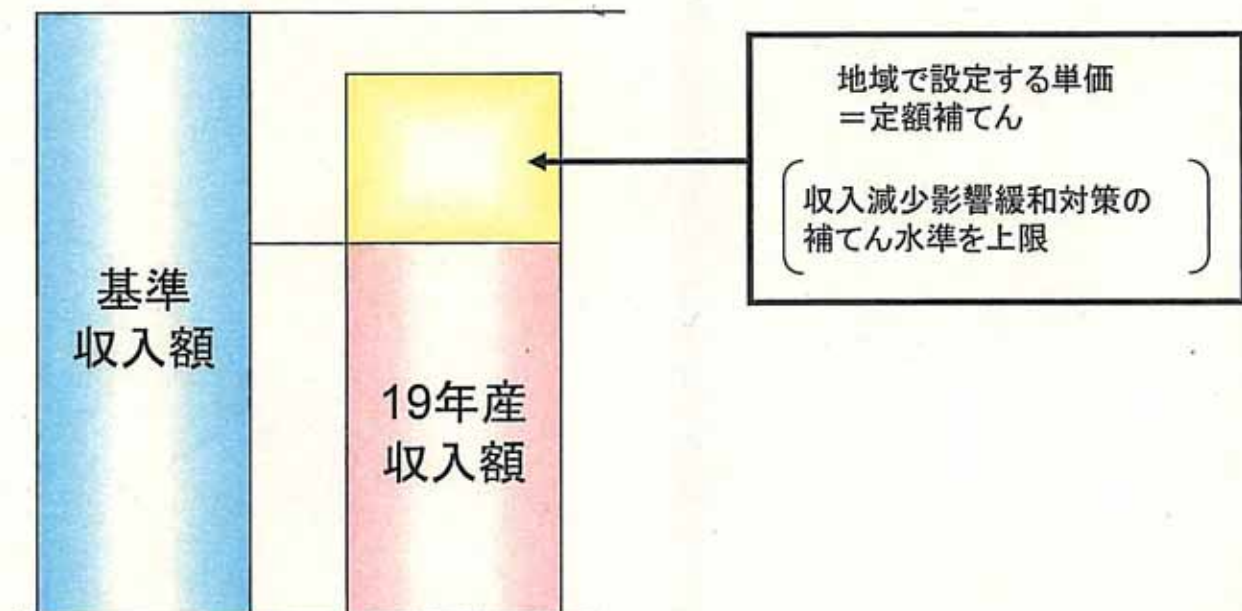 地域で設定する単価
＝定額補てん
収入減少影響緩和対策の
補てん水準を上限
基準
収入額
19年産
収入額